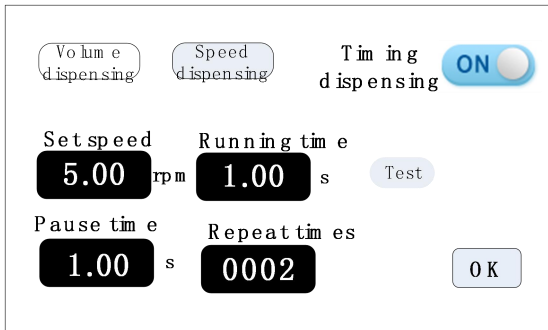 Volume
dispensing
Speed
dispensing
Timing
dispensing
ON
Set speed
Running time
5.00 rpm
1.00 s
Test
Pause time
Repeat times
1.00 s
0002
OK